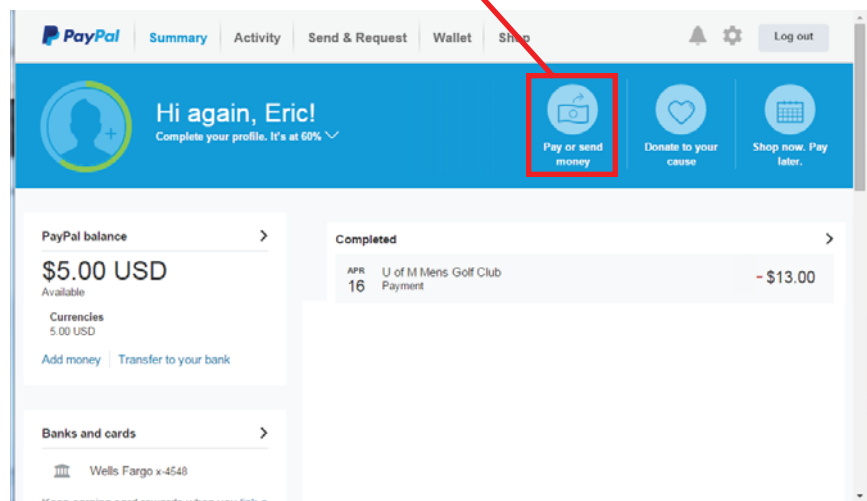 PayPal
Summary
Activity
Send & Request
Wallet
Shop
Log out
Hi again, Eric!
Complete your profile. It's at 60%
Pay or send
money
Donate to your
cause
Shop now. Pay
later.
PayPal balance
$5.00 USD
Available
Currencies
5.00 USD
Add money
Transfer to your bank
Banks and cards
Wells Fargo x-4548
Completed
APR
16
U of M Mens Golf Club
Payment
- $13.00